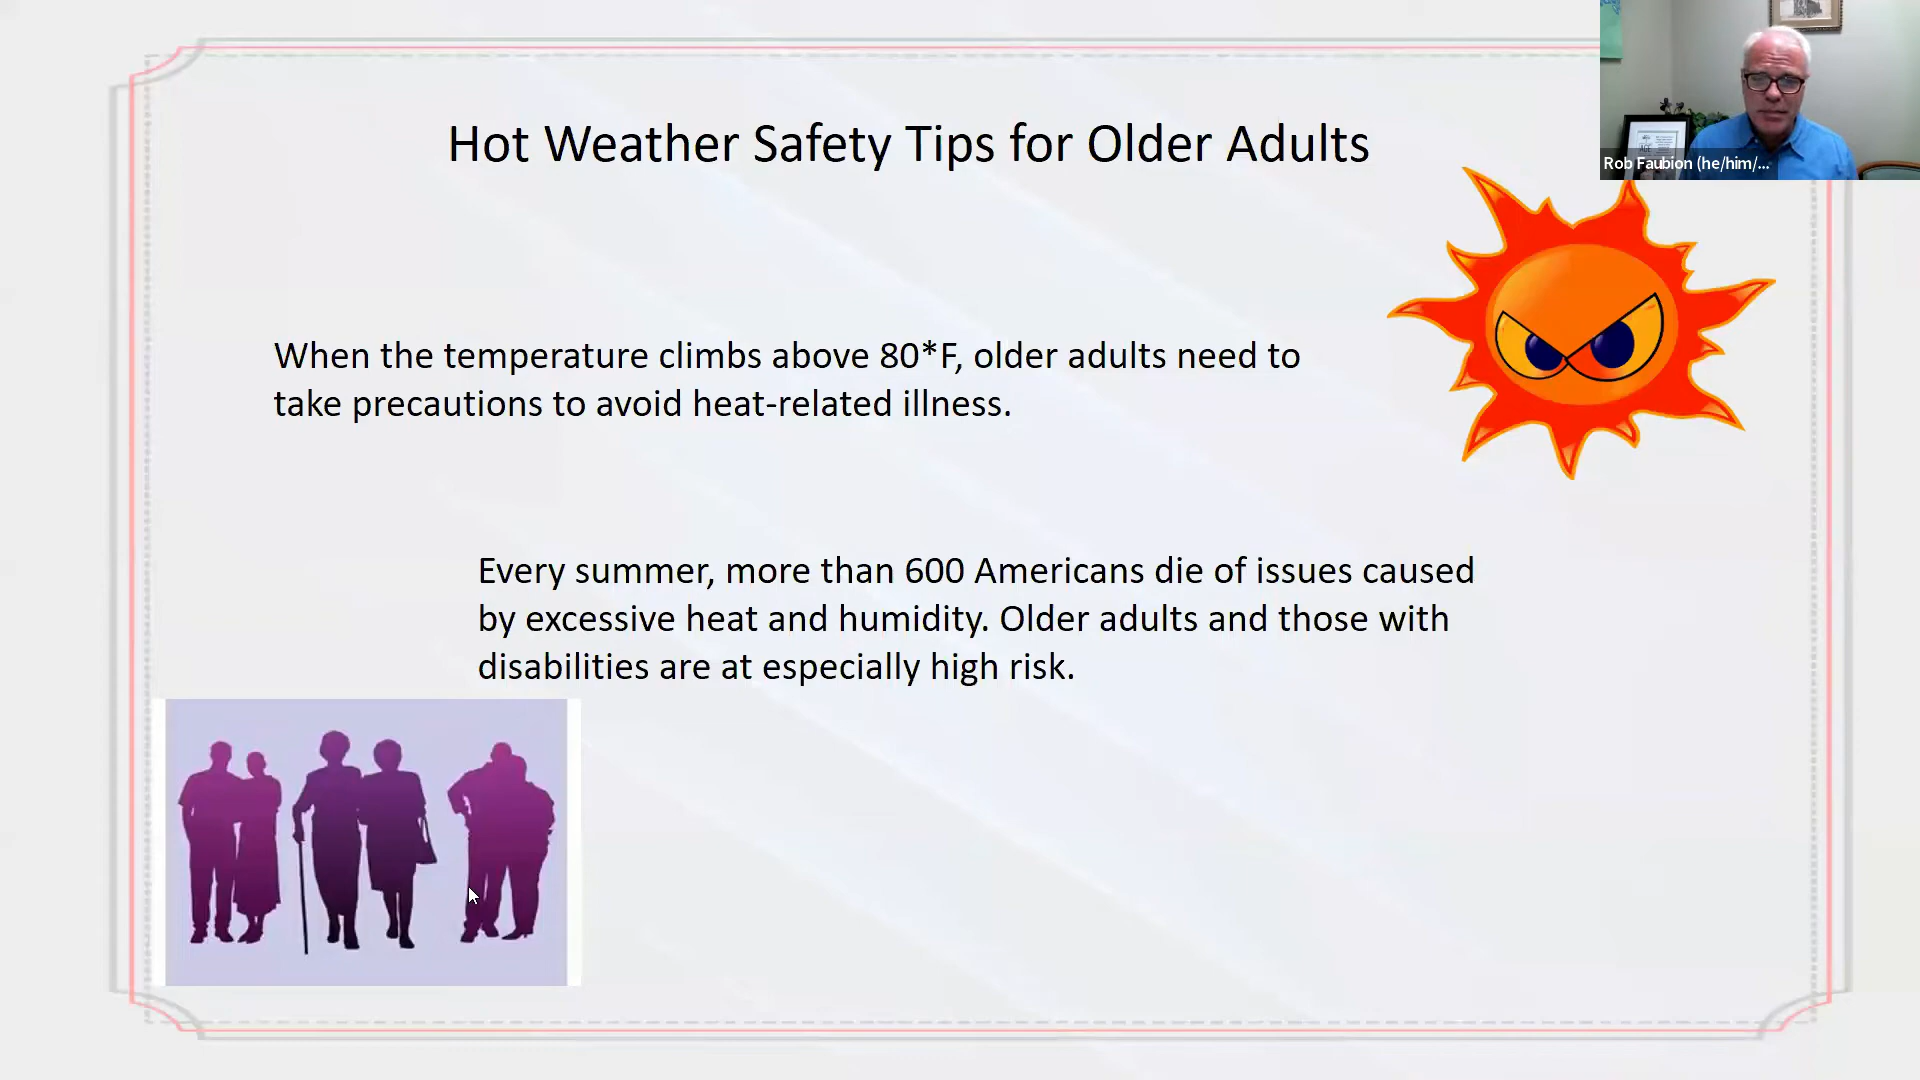 Hot Weather Safety Tips for Older Adults
Rob Faubion (he/him/...
When the temperature climbs above 80*F, older adults need to
take precautions to avoid heat-related illness.
Every summer, more than 600 Americans die of issues caused
by excessive heat and humidity. Older adults and those with
disabilities are at especially high risk.